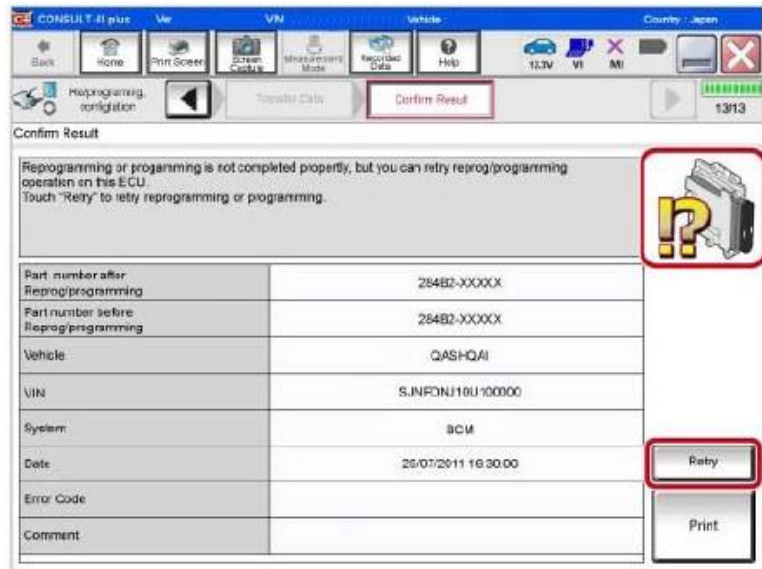 CONSULT-III plus Ver VIN Vehicle Country : Japan
Back Home Print Screen Screen Capture Measurement Mode Recorded Data Help 12.3V VI MI
Re/programming, configuration Transfer Data Confirm Result 13/13
Confirm Result
Reprogramming or progamming is not completed propertly, but you can retry reprog/programming
operation on this ECU.
Touch "Retry" to retry reprogramming or programming.
!?
Part number after
Reprog/programming
284B2-XXXXX
Part number before
Reprog/programming
284B2-XXXXX
Vehicle QASHQAI
VIN
System BCM
Date 26/07/2011 16:30:00
Error Code
Comment
Retry
Print